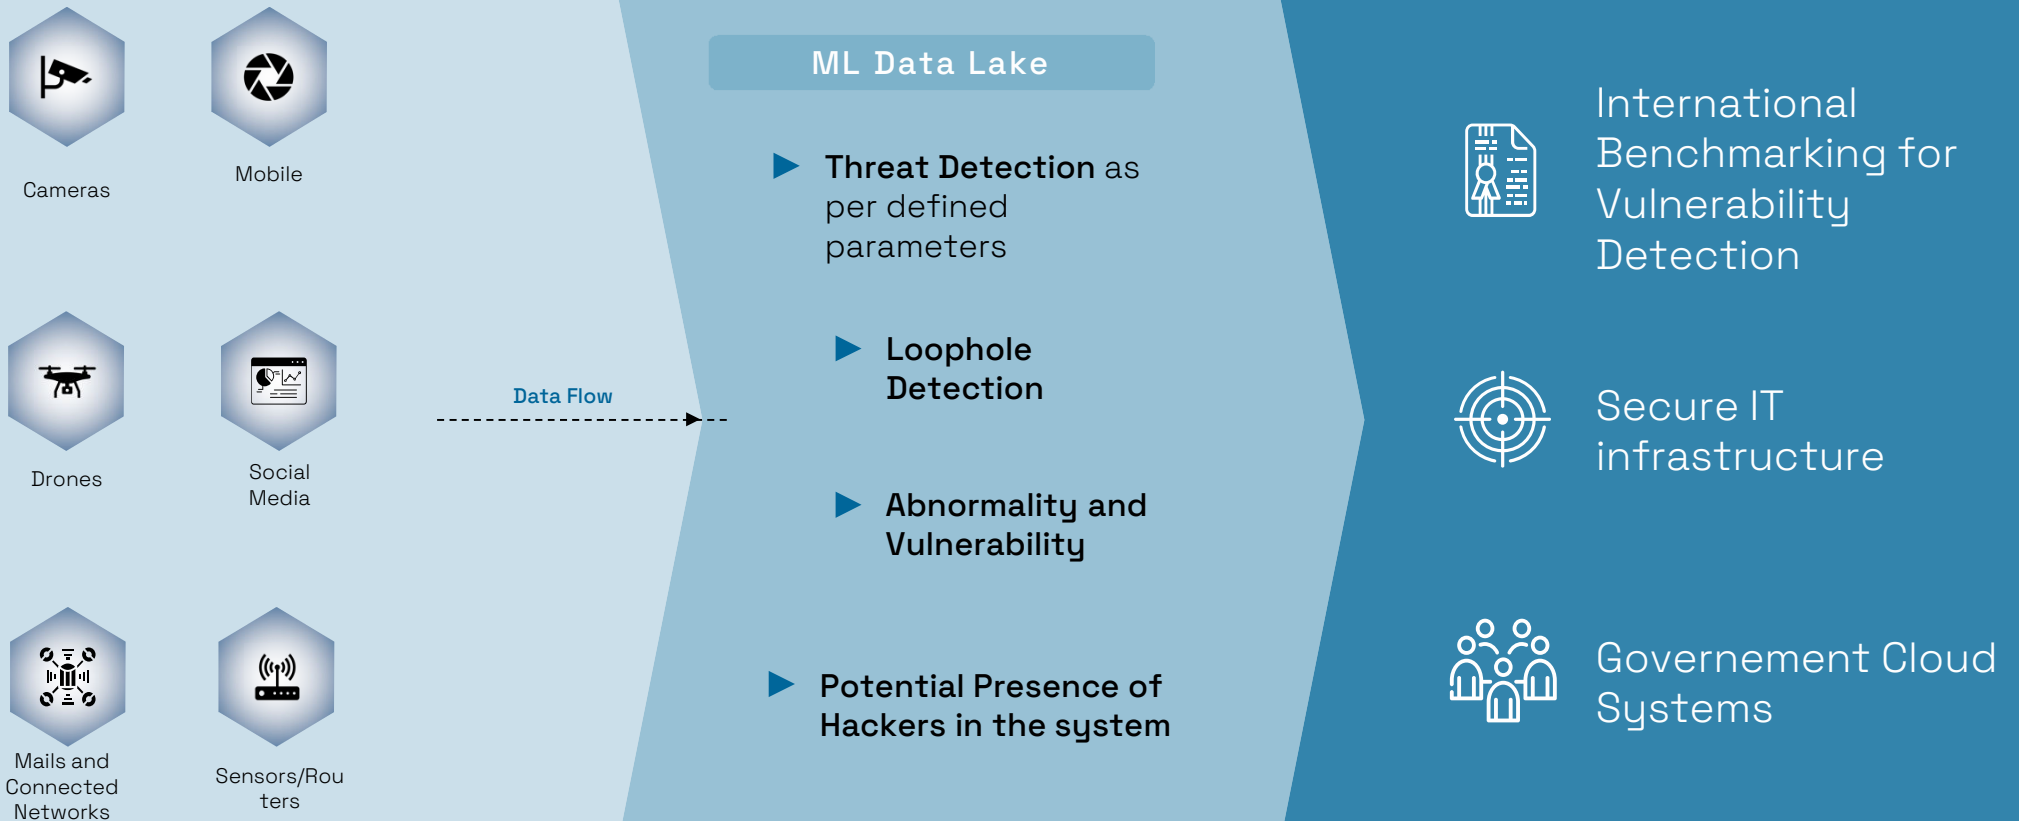 Cameras
Mobile
Drones
Social
Media
Mails and
Connected
Networks
Sensors/Rou
ters
Data Flow
ML Data Lake
Threat Detection as
per defined
parameters
Loophole
Detection
Abnormality and
Vulnerability
Potential Presence of
Hackers in the system
International
Benchmarking for
Vulnerability
Detection
Secure IT
infrastructure
Governement Cloud
Systems